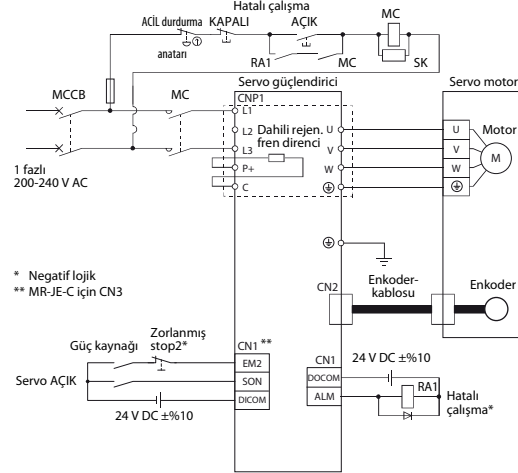 Hatalı çalışma
ACİL durdurma KAPALI AÇIK MC
anatarı
RA1 MC SK
Servo güçlendirici Servo motor
MCCB MC CNP1
L1
L2 Dahili rejen. U U Motor
fren direnci
L3 V V M
P+ W W
C
1 fazlı
200-240 V AC
* Negatif lojik
** MR-JE-C için CN3
CN2 Enkoder-
kablosu
Enkoder
Güç kaynağı Zorlanmış
stop2*
CN1 ** CN1 24 V DC ±%10
EM2
Servo AÇIK SON DOCOM RA1
DICOM ALM Hatalı
çalışma*
24 V DC ±%10